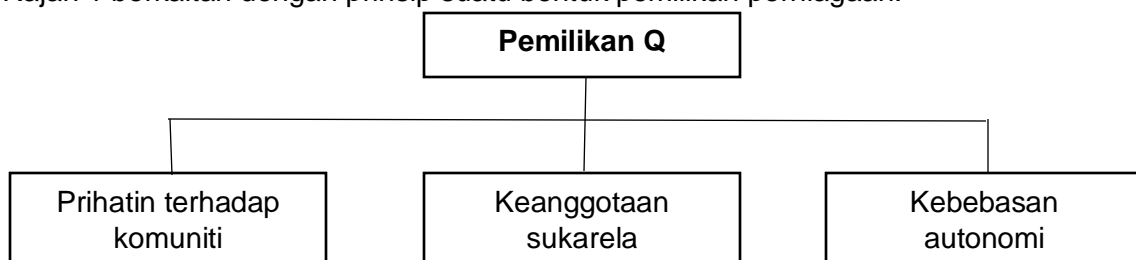 Rajah 1 berkaitan dengan prinsip suatu bentuk pemilikan perniagaan.
Pemilikan Q
Prihatin terhadap
komuniti
Keanggotaan
sukarela
Kebebasan
autonomi